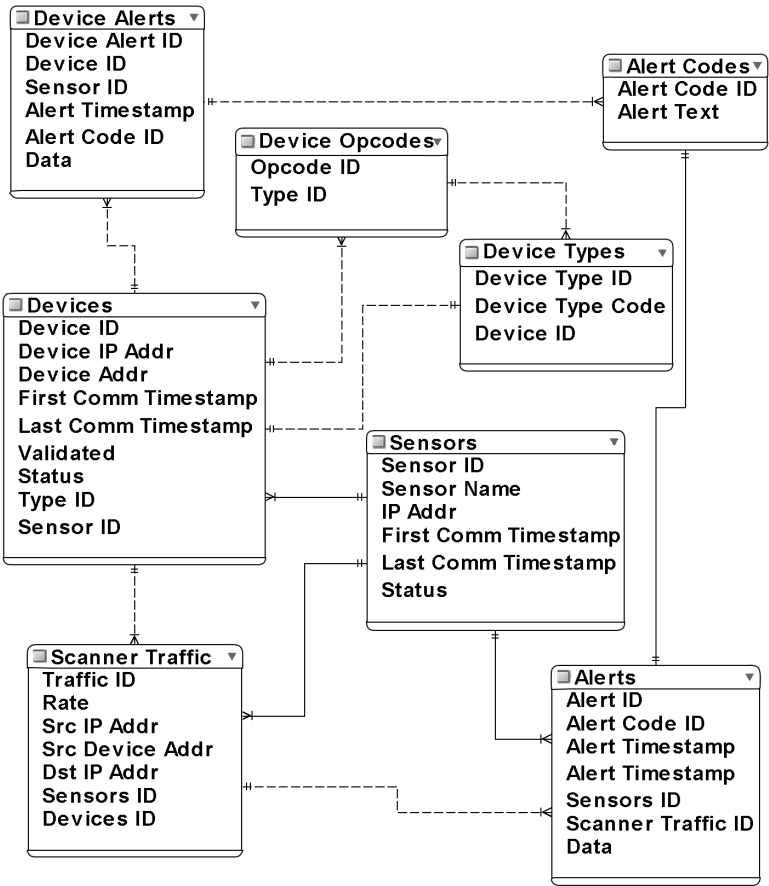 Device Alerts
Device Alert ID
Device ID
Sensor ID
Alert Timestamp
Alert Code ID
Data
Alert Codes
Alert Code ID
Alert Text
Device Opcodes
Opcode ID
Type ID
Device Types
Device Type ID
Device Type Code
Device ID
Devices
Device ID
Device IP Addr
Device Addr
First Comm Timestamp
Last Comm Timestamp
Validated
Status
Type ID
Sensor ID
Sensors
Sensor ID
Sensor Name
IP Addr
First Comm Timestamp
Last Comm Timestamp
Status
Scanner Traffic
Traffic ID
Rate
Src IP Addr
Src Device Addr
Dst IP Addr
Sensors ID
Devices ID
Alerts
Alert ID
Alert Code ID
Alert Timestamp
Alert Timestamp
Sensors ID
Scanner Traffic ID
Data